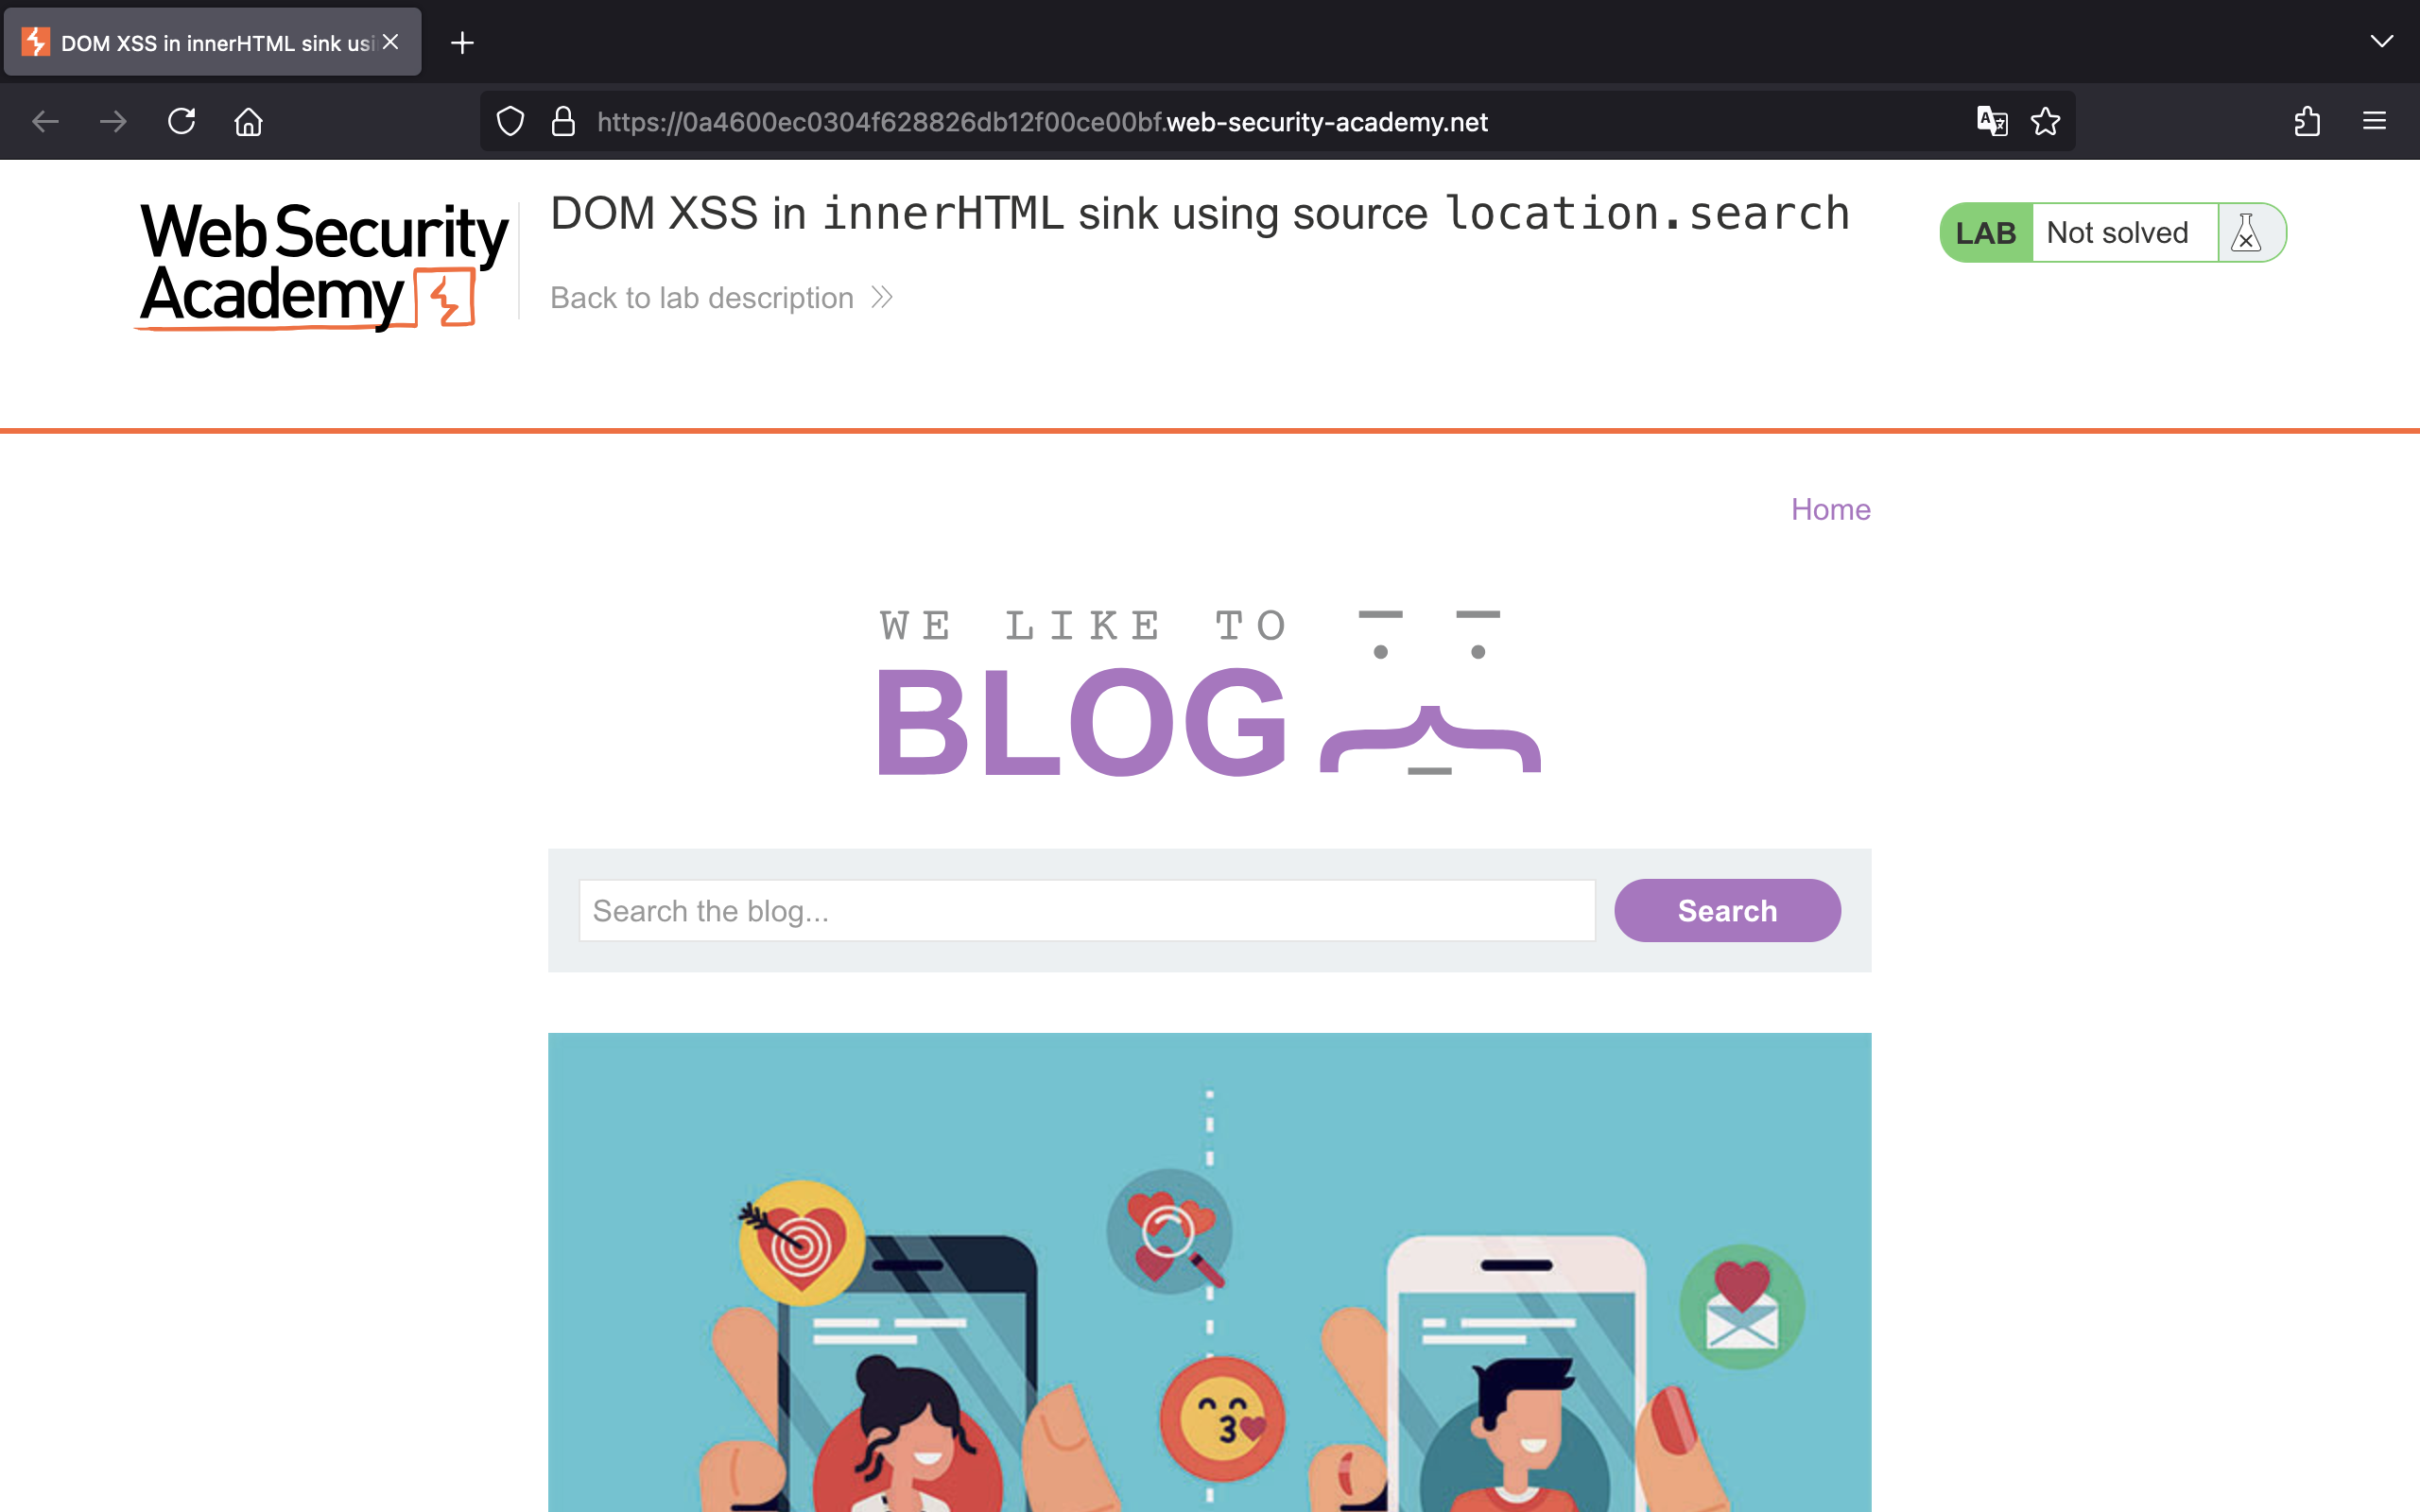 DOM XSS in innerHTML sink usi
https://0a4600ec0304f628826db12f00ce00bf.web-security-academy.net
Web Security
Academy
DOM XSS in innerHTML sink using source location.search
Back to lab description
LAB Not solved
Home
WE LIKE TO
BLOG
Search the blog...
Search